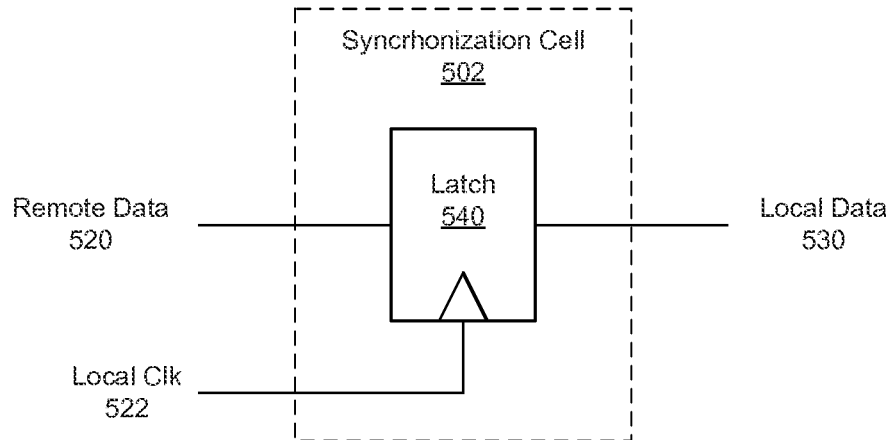 Syncrhonization Cell
502
Latch
540
Remote Data
520
Local Data
530
Local Clk
522